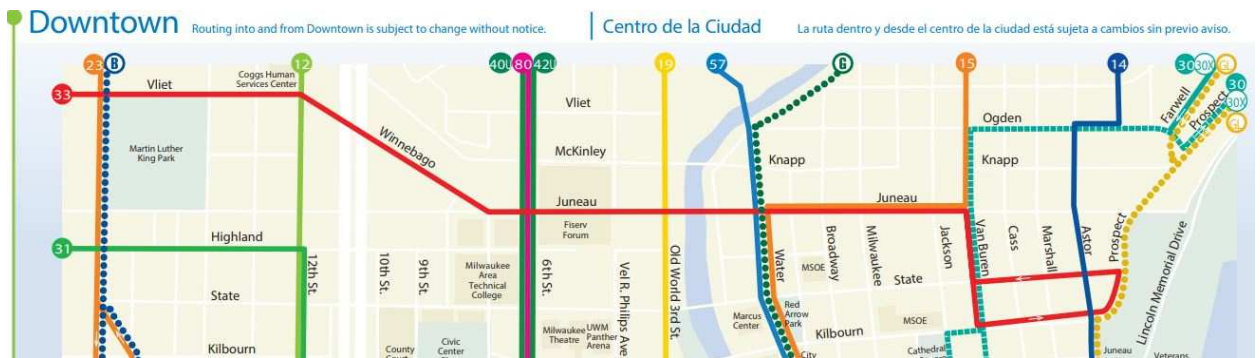 Downtown
Routing into and from Downtown is subject to change without notice.
Centro de la Ciudad
La ruta dentro y desde el centro de la ciudad está sujeta a cambios sin previo aviso.
23
B
12
40U
80
42U
19
57
G
15
14
30
30X
GL
33
Vliet
Coggs Human
Services Center
Vliet
Farwell
Prospect
30
30X
GL
Martin Luther
King Park
Winnebago
McKinley
Knapp
Ogden
Knapp
Juneau
Juneau
Fiserv
Forum
31
Highland
12th St.
10th St.
9th St.
Milwaukee
Area
Technical
College
6th St.
Vel R. Philips Ave
Old World 3rd St.
Water
Broadway
Milwaukee
Jackson
Van Buren
Cass
Marshall
Astor
Prospect
Lincoln Memorial Drive
MSOE
State
State
Marcus
Center
Red
Arrow
Park
MSOE
Kilbourn
Kilbourn
County
Civic
Center
Milwaukee
Theatre
UWM
Panther
Arena
City
Cathedral
Juneau
Veterans